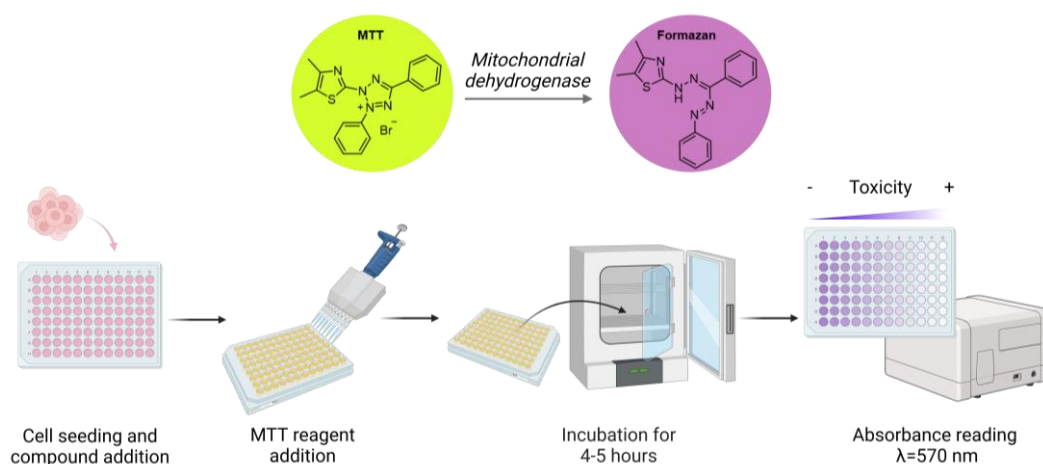 MTT
Mitochondrial
dehydrogenase
Formazan
N
N
N
S
N
+
N
Br
−
N
S
N
H
N
N
N
- Toxicity +
Cell seeding and
compound addition
MTT reagent
addition
Incubation for
4-5 hours
Absorbance reading
λ=570 nm